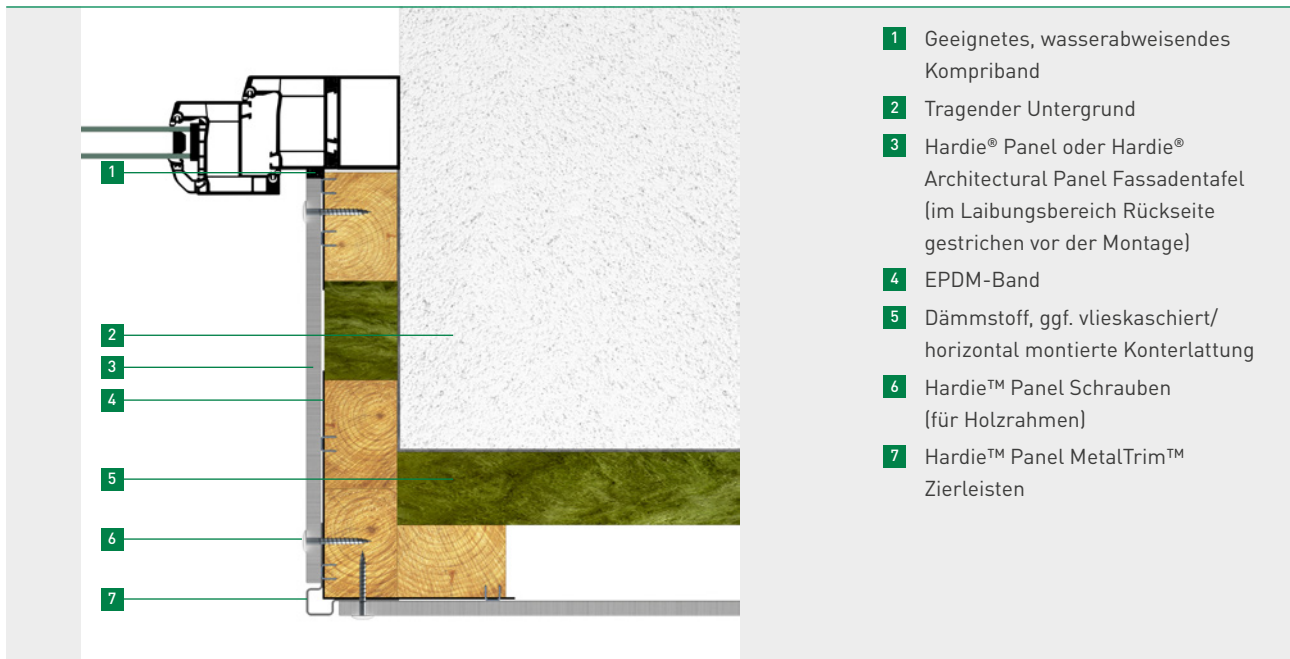 1 Geeignetes, wasserabweisendes
Kompriband
2 Tragender Untergrund
3 Hardie® Panel oder Hardie®
Architectural Panel Fassadentafel
(im Laibungsbereich Rückseite
gestrichen vor der Montage)
4 EPDM-Band
5 Dämmstoff, ggf. vlieskaschiert/
horizontal montierte Konterlattung
6 Hardie™ Panel Schrauben
(für Holzrahmen)
7 Hardie™ Panel MetalTrim™
Zierleisten
1
2
3
4
5
6
7